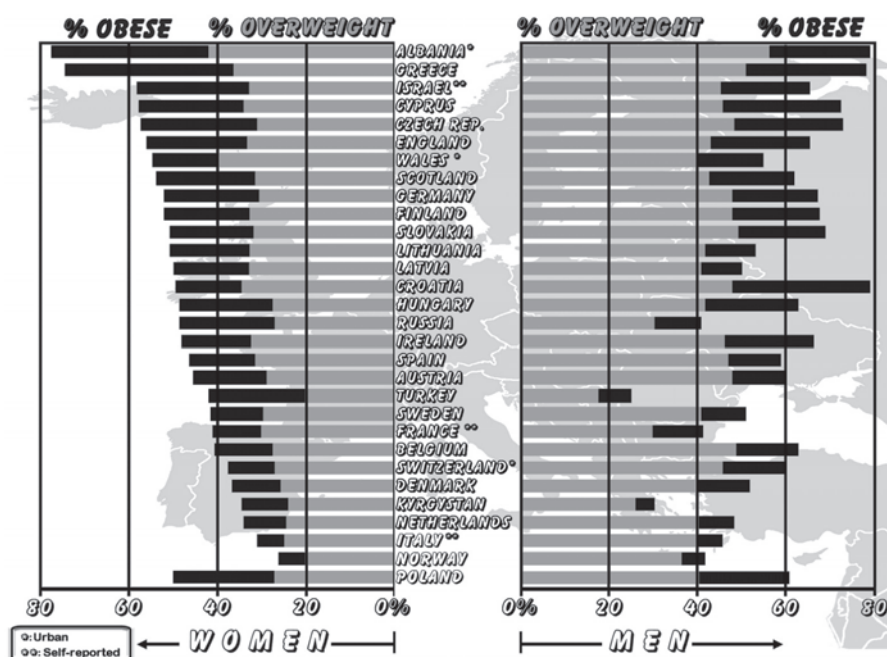 % OBESE % OVERWEIGHT % OVERWEIGHT % OBESE
ALBANIA*
GREECE
ISRAEL**
CYPRUS
CZECH REP.
ENGLAND
WALES *
SCOTLAND
GERMANY
FINLAND
SLOVAKIA
LITHUANIA
LATVIA
CROATIA
HUNGARY
RUSSIA
IRELAND
SPAIN
AUSTRIA
TURKEY
SWEDEN
FRANCE **
BELGIUM
SWITZERLAND*
DENMARK
KYRGYSTAN
NETHERLANDS
ITALY **
NORWAY
POLAND
80 60 40 20 0% 0% 20 40 60 80
WOMEN MEN
*: Urban
**: Self-reported